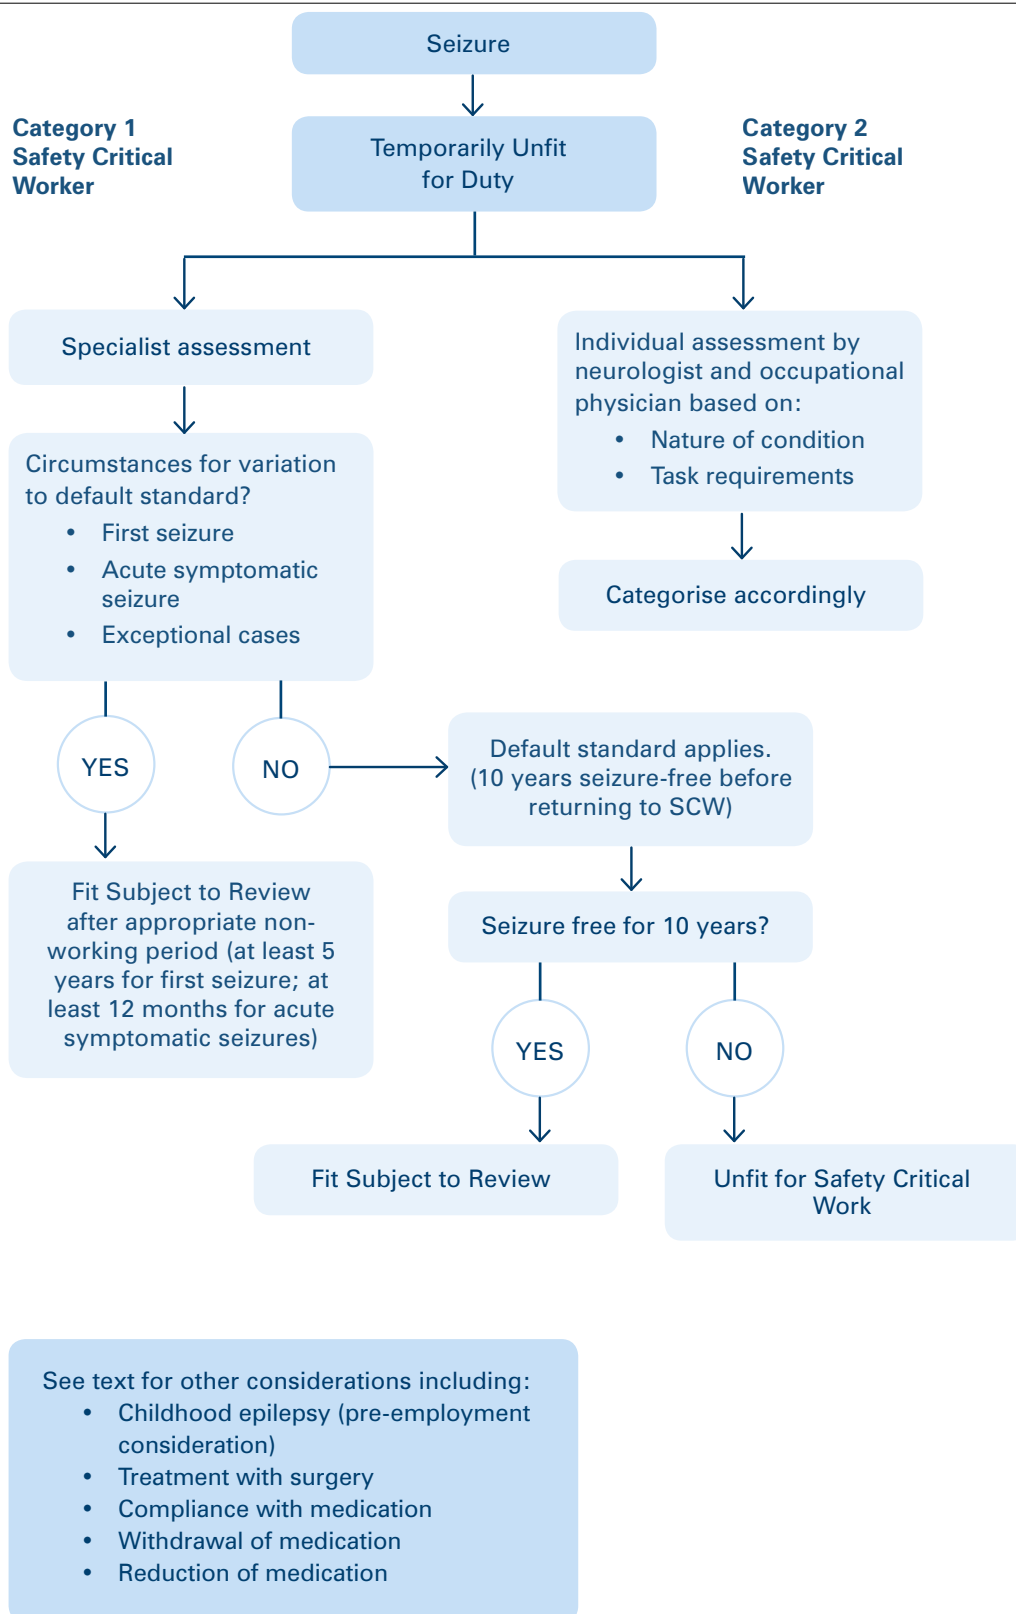 Seizure
Category 1
Safety Critical
Worker
Temporarily Unfit
for Duty
Category 2
Safety Critical
Worker
Specialist assessment
Individual assessment by
neurologist and occupational
physician based on:
• Nature of condition
• Task requirements
Circumstances for variation
to default standard?
• First seizure
• Acute symptomatic
seizure
• Exceptional cases
Categorise accordingly
YES
NO
Default standard applies.
(10 years seizure-free before
returning to SCW)
Fit Subject to Review
after appropriate non-
working period (at least 5
years for first seizure; at
least 12 months for acute
symptomatic seizures)
Seizure free for 10 years?
YES
NO
Fit Subject to Review
Unfit for Safety Critical
Work
See text for other considerations including:
• Childhood epilepsy (pre-employment
consideration)
• Treatment with surgery
• Compliance with medication
• Withdrawal of medication
• Reduction of medication